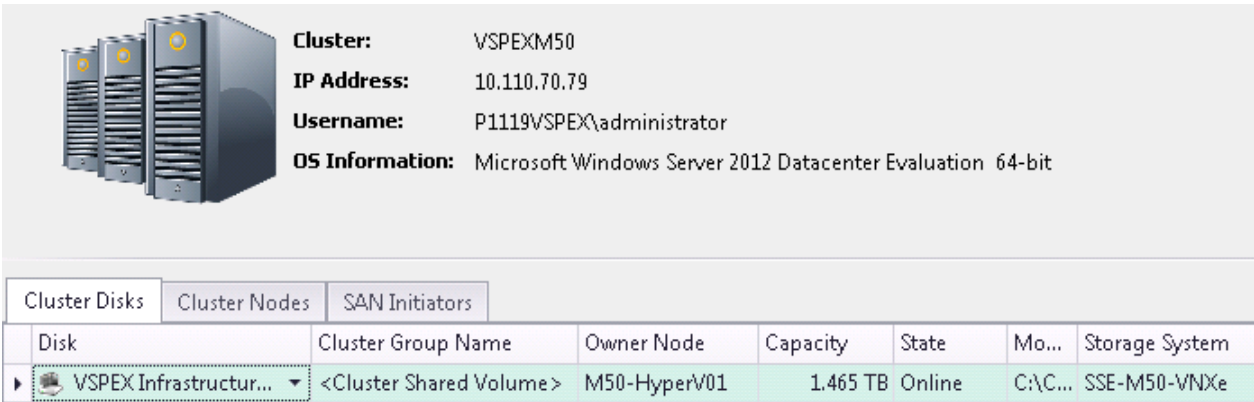 Cluster: VSPEXM50
IP Address: 10.110.70.79
Username: P1119VSPEX\administrator
OS Information: Microsoft Windows Server 2012 Datacenter Evaluation 64-bit
Cluster Disks Cluster Nodes SAN Initiators
Disk Cluster Group Name Owner Node Capacity State Mo... Storage System
VSPEX Infrastructur... <Cluster Shared Volume> M50-HyperV01 1.465 TB Online C:\C... SSE-M50-VNXe